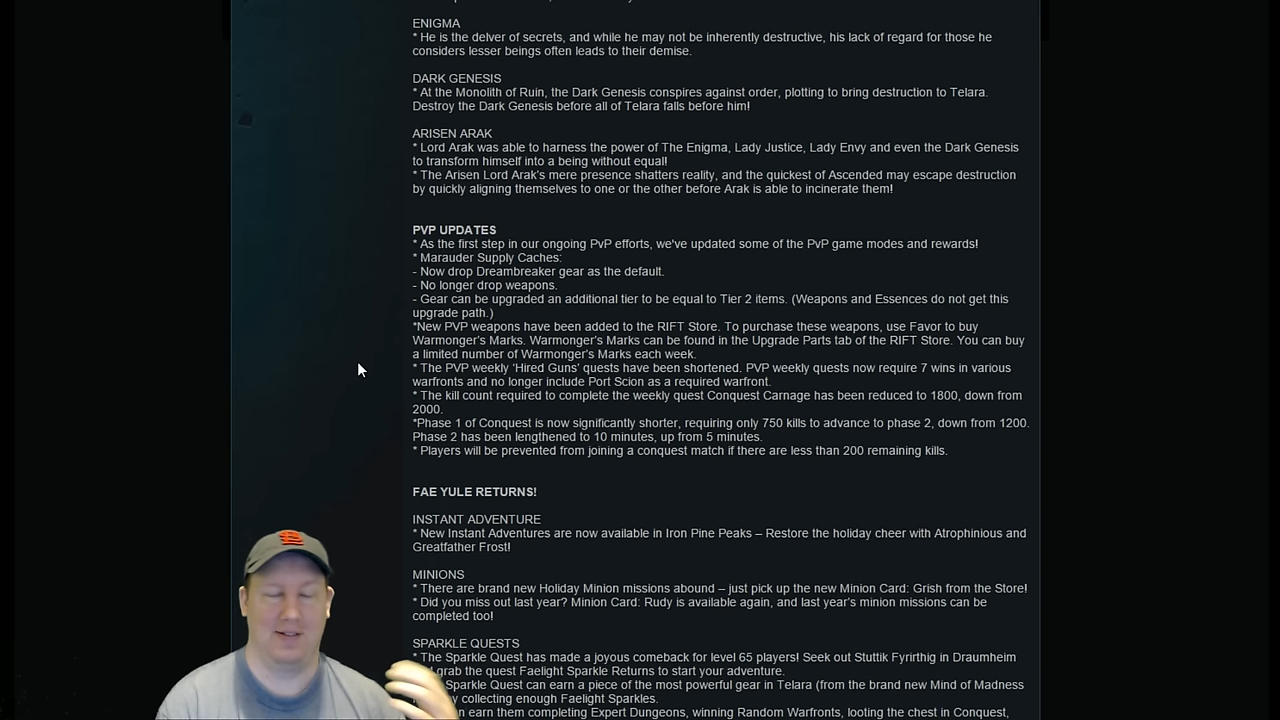 ENIGMA
* He is the delver of secrets, and while he may not be inherently destructive, his lack of regard for those he
considers lesser beings often leads to their demise.
DARK GENESIS
* At the Monolith of Ruin, the Dark Genesis conspires against order, plotting to bring destruction to Telara.
Destroy the Dark Genesis before all of Telara falls before him!
ARISEN ARAK
* Lord Arak was able to harness the power of The Enigma, Lady Justice, Lady Envy and even the Dark Genesis
to transform himself into a being without equal!
* The Arisen Lord Arak's mere presence shatters reality, and the quickest of Ascended may escape destruction
by quickly aligning themselves to one or the other before Arak is able to incinerate them!
PVP UPDATES
* As the first step in our ongoing PvP efforts, we've updated some of the PvP game modes and rewards!
* Marauder Supply Caches:
- Now drop Dreambreaker gear as the default.
- No longer drop weapons.
- Gear can be upgraded an additional tier to be equal to Tier 2 items. (Weapons and Essences do not get this
upgrade path.)
*New PVP weapons have been added to the RIFT Store. To purchase these weapons, use Favor to buy
Warmonger's Marks. Warmonger's Marks can be found in the Upgrade Parts tab of the RIFT Store. You can buy
a limited number of Warmonger's Marks each week.
* The PVP weekly 'Hired Guns' quests have been shortened. PVP weekly quests now require 7 wins in various
warfronts and no longer include Port Scion as a required warfront.
* The kill count required to complete the weekly quest Conquest Carnage has been reduced to 1800, down from
2000.
*Phase 1 of Conquest is now significantly shorter, requiring only 750 kills to advance to phase 2, down from 1200.
Phase 2 has been lengthened to 10 minutes, up from 5 minutes.
* Players will be prevented from joining a conquest match if there are less than 200 remaining kills.
FAE YULE RETURNS!
INSTANT ADVENTURE
* New Instant Adventures are now available in Iron Pine Peaks – Restore the holiday cheer with Atrophinious and
Greatfather Frost!
MINIONS
* There are brand new Holiday Minion missions abound – just pick up the new Minion Card: Grish from the Store!
* Did you miss out last year? Minion Card: Rudy is available again, and last year's minion missions can be
completed too!
SPARKLE QUESTS
* The Sparkle Quest has made a joyous comeback for level 65 players! Seek out Stuttik Fyrirthig in Draumheim
grab the quest Faelight Sparkle Returns to start your adventure.
Sparkle Quest can earn a piece of the most powerful gear in Telara (from the brand new Mind of Madness
collecting enough Faelight Sparkles.
earn them completing Expert Dungeons, winning Random Warfronts, looting the chest in Conquest,